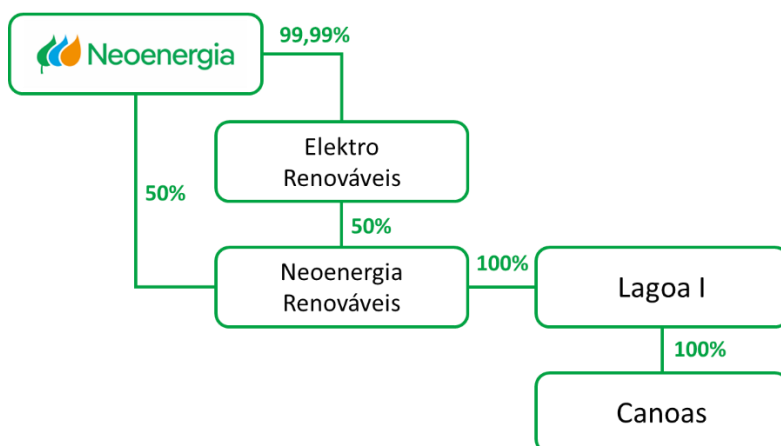 Neoenergia
99,99%
Elektro
Renováveis
50%
50%
Neoenergia
Renováveis
100%
Lagoa I
100%
Canoas